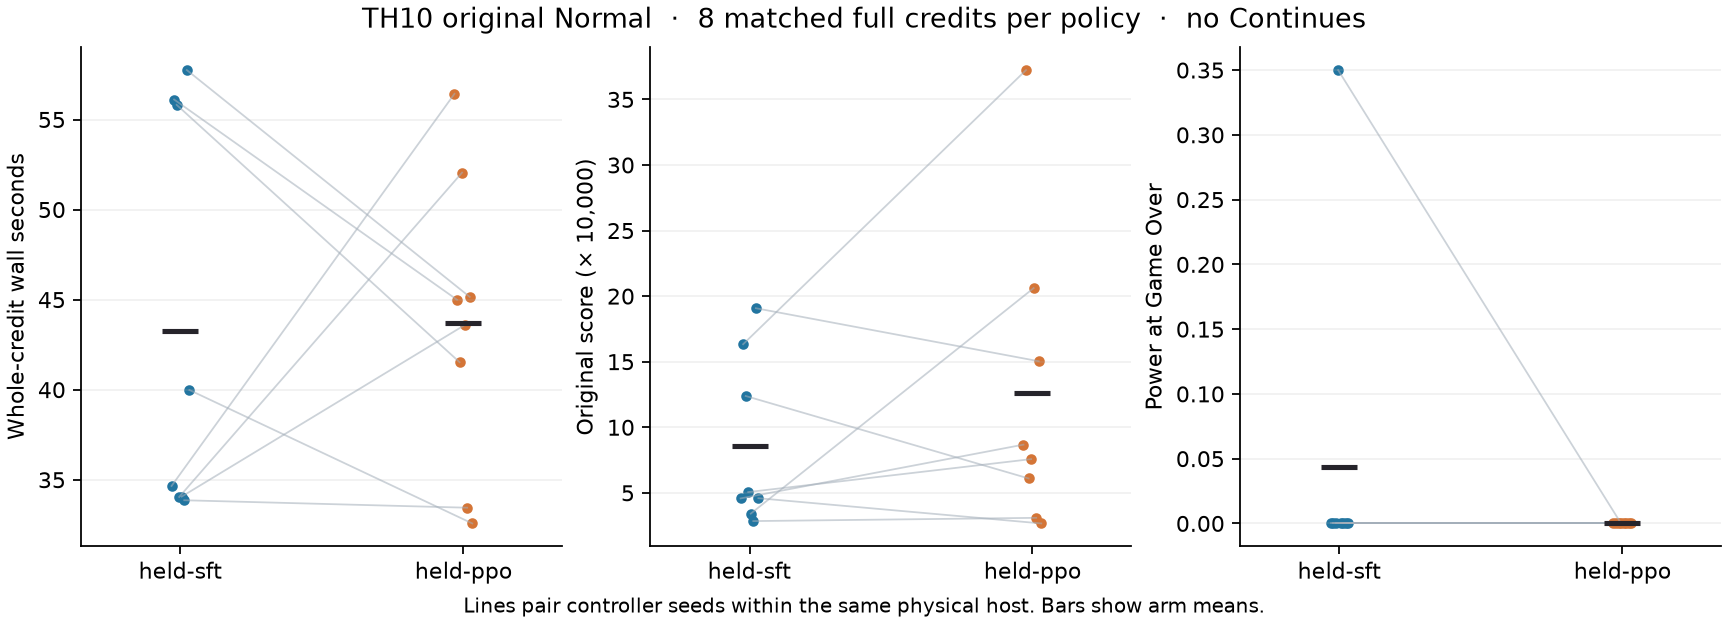 TH10 original Normal · 8 matched full credits per policy · no Continues
Whole-credit wall seconds
55
50
45
40
35
held-sft
held-ppo
Original score (× 10,000)
35
30
25
20
15
10
5
held-sft
held-ppo
Power at Game Over
0.35
0.30
0.25
0.20
0.15
0.10
0.05
0.00
held-sft
held-ppo
Lines pair controller seeds within the same physical host. Bars show arm means.